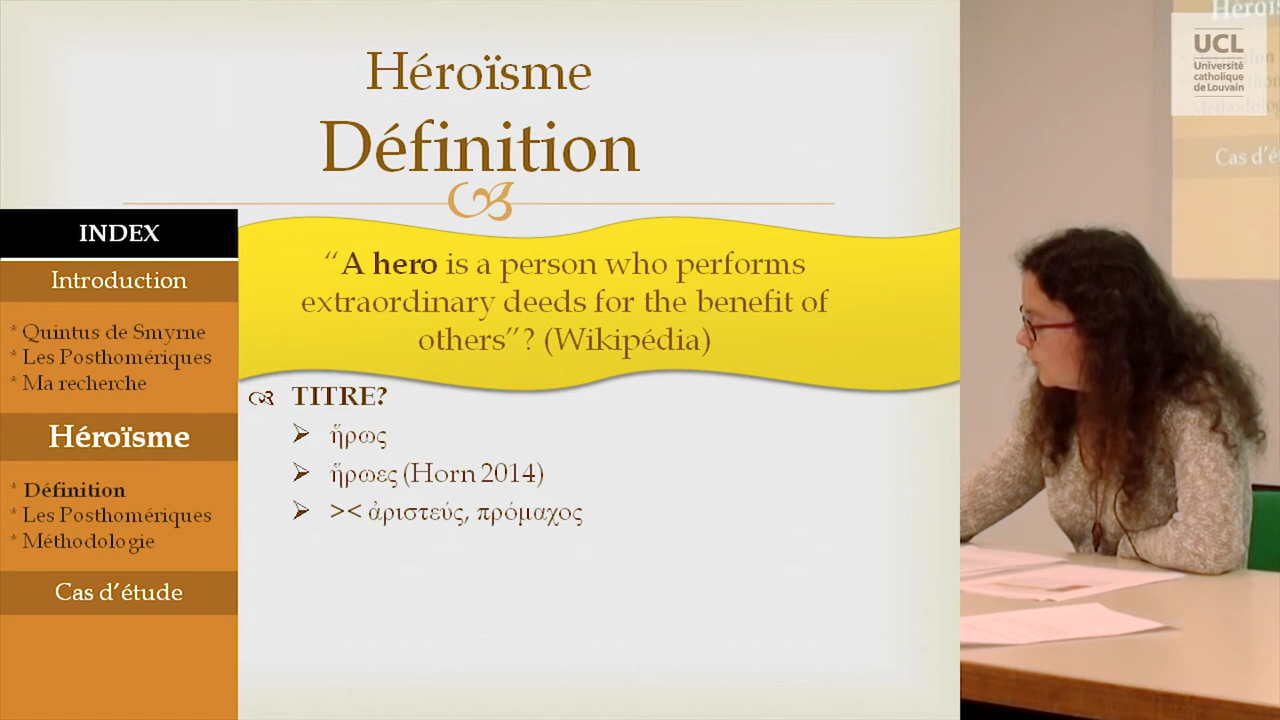 Héroïsme
Définition
INDEX
Introduction
* Quintus de Smyrne
* Les Posthomériques
* Ma recherche
Héroïsme
* Définition
* Les Posthomériques
* Méthodologie
Cas d’étude
“A hero is a person who performs
extraordinary deeds for the benefit of
others”? (Wikipédia)
TITRE?
ἥρως
ἥρωες (Horn 2014)
>< ἀριστεύς, πρόμαχος
UCL
Université
catholique
de Louvain
Cas d’é